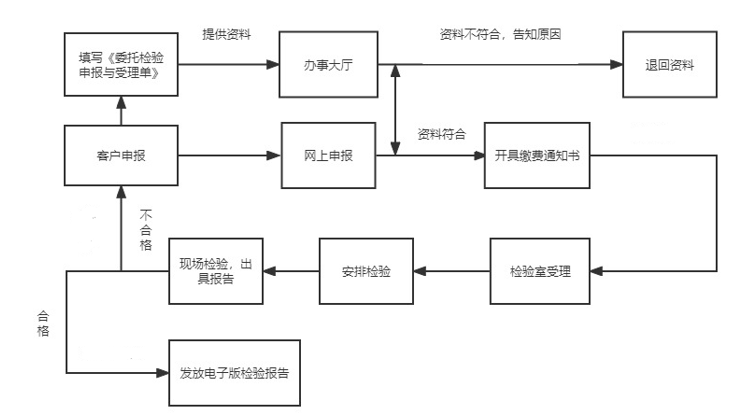 提供资料
资料不符合，告知原因
填写《委托检验
申报与受理单》
办事大厅
退回资料
资料符合
客户申报
网上申报
开具缴费通知书
不
合
格
现场检验，出
具报告
安排检验
检验室受理
合
格
发放电子版检验报告